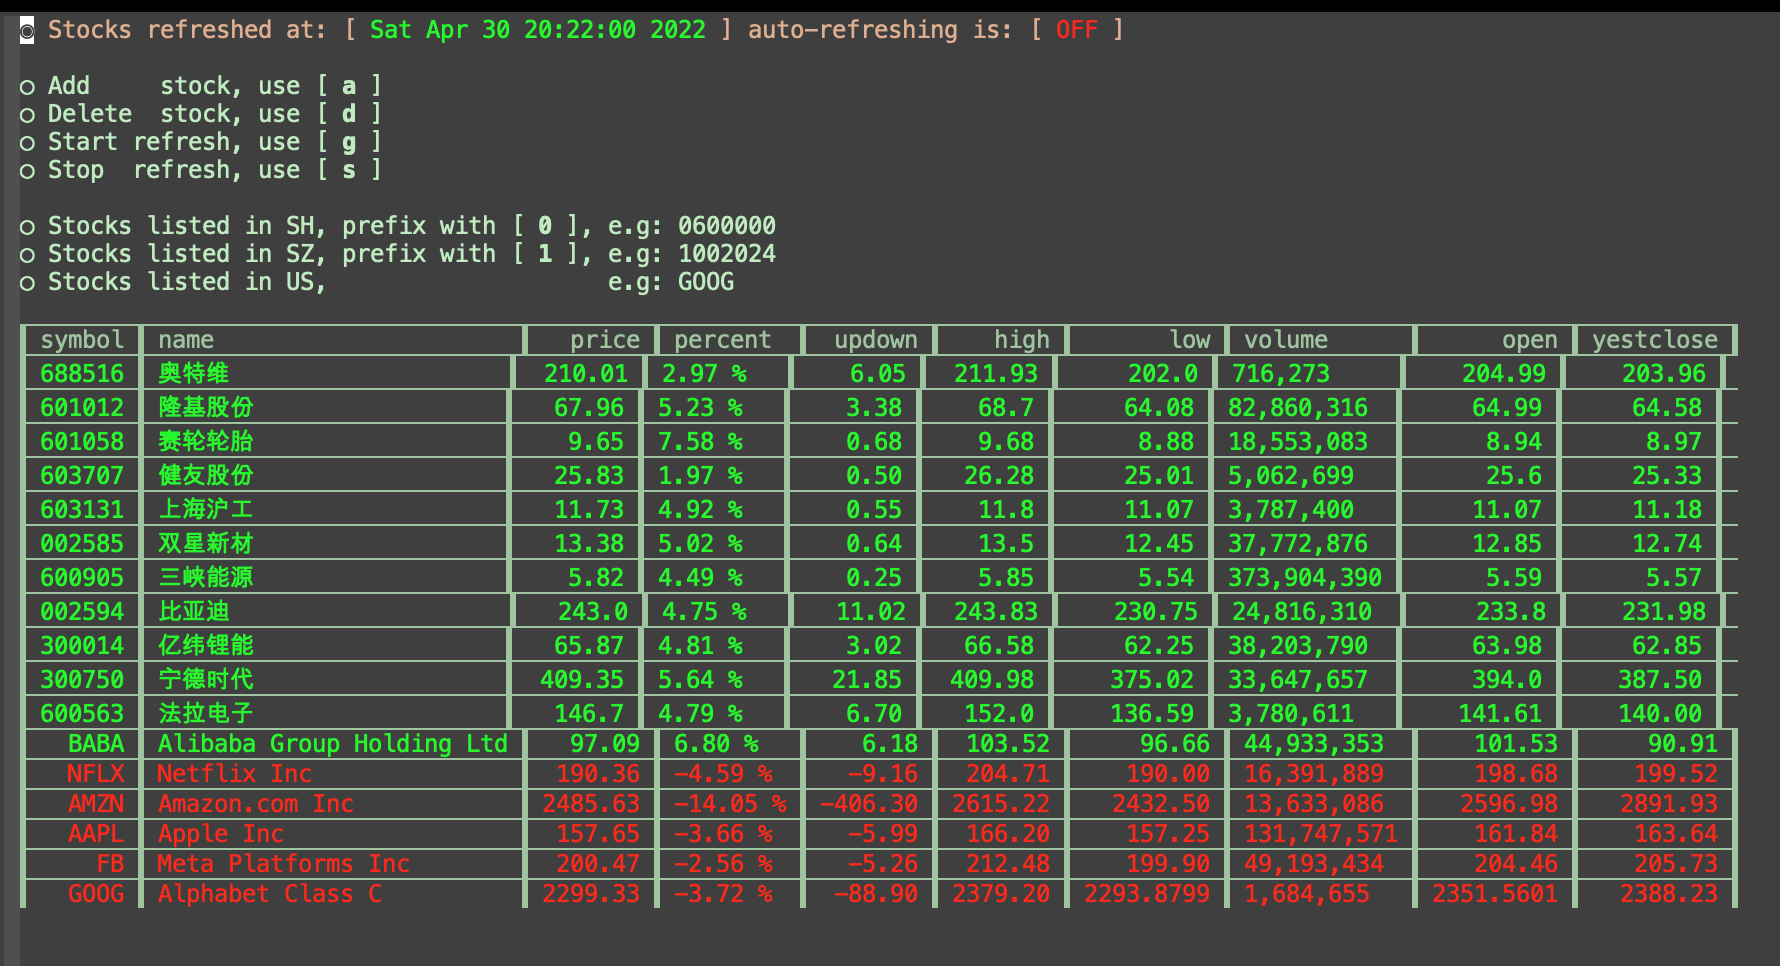 ◉ Stocks refreshed at: [ Sat Apr 30 20:22:00 2022 ] auto-refreshing is: [ OFF ]
○ Add     stock, use [ a ]
○ Delete  stock, use [ d ]
○ Start refresh, use [ g ]
○ Stop  refresh, use [ s ]
○ Stocks listed in SH, prefix with [ 0 ], e.g: 0600000
○ Stocks listed in SZ, prefix with [ 1 ], e.g: 1002024
○ Stocks listed in US,                    e.g: GOOG
symbol name price percent updown high low volume open yestclose
688516 奥特维 210.01 2.97 % 6.05 211.93 202.0 716,273 204.99 203.96
601012 隆基股份 67.96 5.23 % 3.38 68.7 64.08 82,860,316 64.99 64.58
601058 赛轮轮胎 9.65 7.58 % 0.68 9.68 8.88 18,553,083 8.94 8.97
603707 健友股份 25.83 1.97 % 0.50 26.28 25.01 5,062,699 25.6 25.33
603131 上海沪工 11.73 4.92 % 0.55 11.8 11.07 3,787,400 11.07 11.18
002585 双星新材 13.38 5.02 % 0.64 13.5 12.45 37,772,876 12.85 12.74
600905 三峡能源 5.82 4.49 % 0.25 5.85 5.54 373,904,390 5.59 5.57
002594 比亚迪 243.0 4.75 % 11.02 243.83 230.75 24,816,310 233.8 231.98
300014 亿纬锂能 65.87 4.81 % 3.02 66.58 62.25 38,203,790 63.98 62.85
300750 宁德时代 409.35 5.64 % 21.85 409.98 375.02 33,647,657 394.0 387.50
600563 法拉电子 146.7 4.79 % 6.70 152.0 136.59 3,780,611 141.61 140.00
BABA Alibaba Group Holding Ltd 97.09 6.80 % 6.18 103.52 96.66 44,933,353 101.53 90.91
NFLX Netflix Inc 190.36 -4.59 % -9.16 204.71 190.00 16,391,889 198.68 199.52
AMZN Amazon.com Inc 2485.63 -14.05 % -406.30 2615.22 2432.50 13,633,086 2596.98 2891.93
AAPL Apple Inc 157.65 -3.66 % -5.99 166.20 157.25 131,747,571 161.84 163.64
FB Meta Platforms Inc 200.47 -2.56 % -5.26 212.48 199.90 49,193,434 204.46 205.73
GOOG Alphabet Class C 2299.33 -3.72 % -88.90 2379.20 2293.8799 1,684,655 2351.5601 2388.23